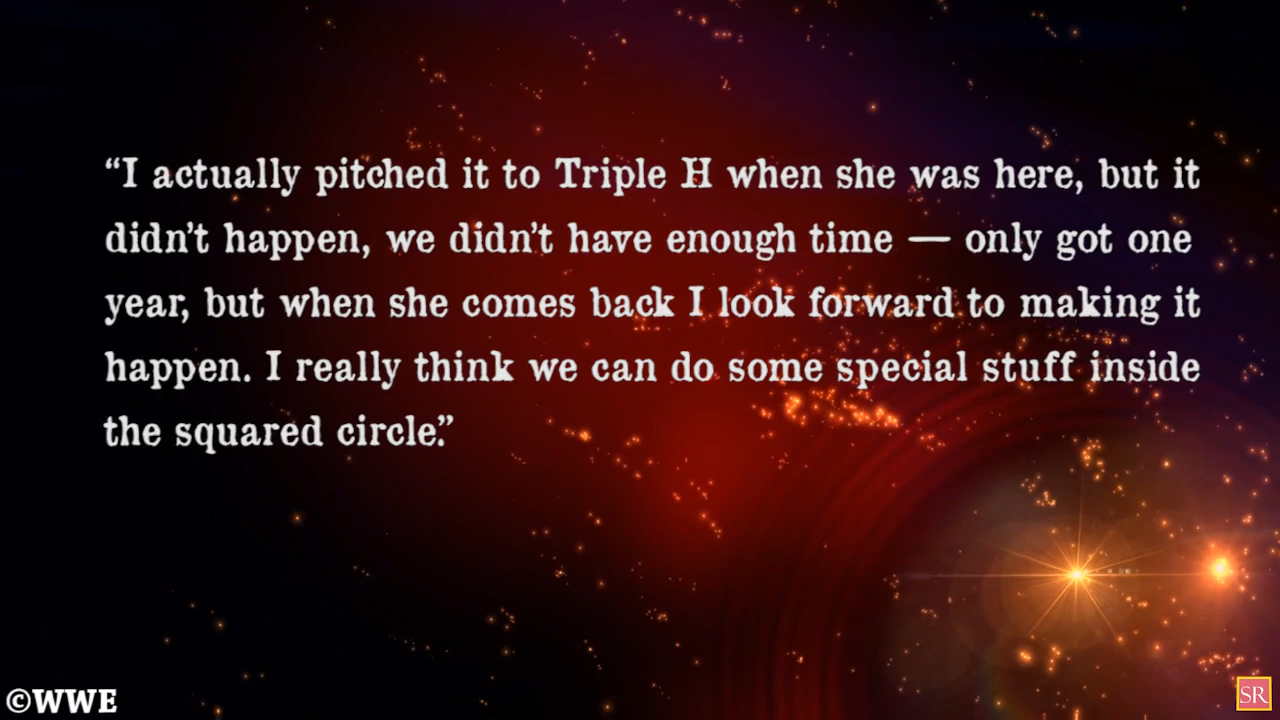 “I actually pitched it to Triple H when she was here, but it
didn’t happen, we didn’t have enough time — only got one
year, but when she comes back I look forward to making it
happen. I really think we can do some special stuff inside
the squared circle.”
©WWE
SR